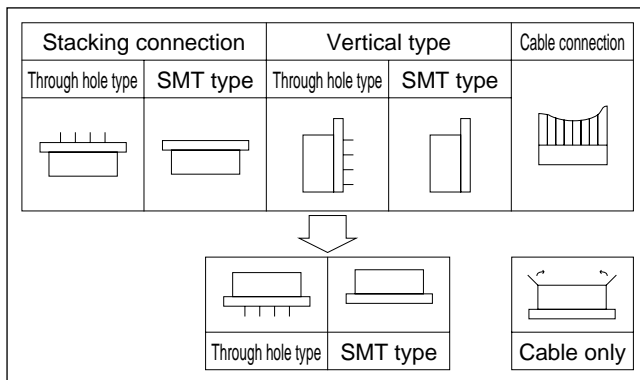 Stacking connection Vertical type Cable connection
Through hole type SMT type Through hole type SMT type
Through hole type SMT type Cable only